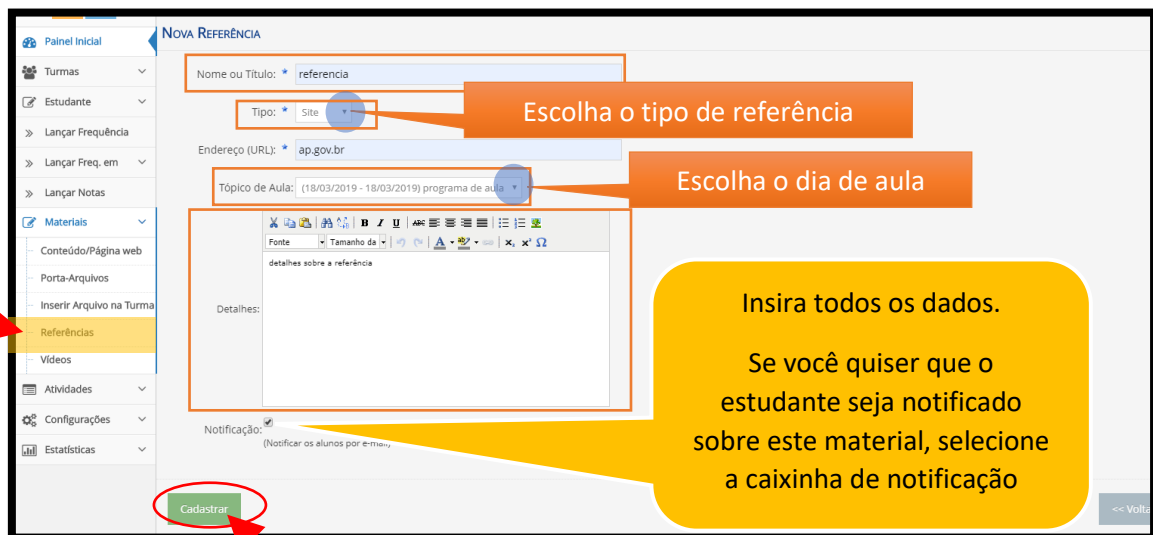 Painel Inicial
Turmas
Estudante
Lançar Frequência
Lançar Freq. em
Lançar Notas
Materiais
Conteúdo/Página web
Porta-Arquivos
Inserir Arquivo na Turma
Referências
Vídeos
Atividades
Configurações
Estatísticas
NOVA REFERÊNCIA
Nome ou Título: * referencia
Tipo: * Site
Escolha o tipo de referência
Endereço (URL): * ap.gov.br
Tópico de Aula: (18/03/2019 - 18/03/2019) programa de aula
Escolha o dia de aula
B I U ABC
Fonte Tamanho da A ab x, x² Ω
detalhes sobre a referência
Detalhes:
Notificação:
(Notificar os alunos por e-mail)
Insira todos os dados.
Se você quiser que o
estudante seja notificado
sobre este material, selecione
a caixinha de notificação
Cadastrar
<< Volta